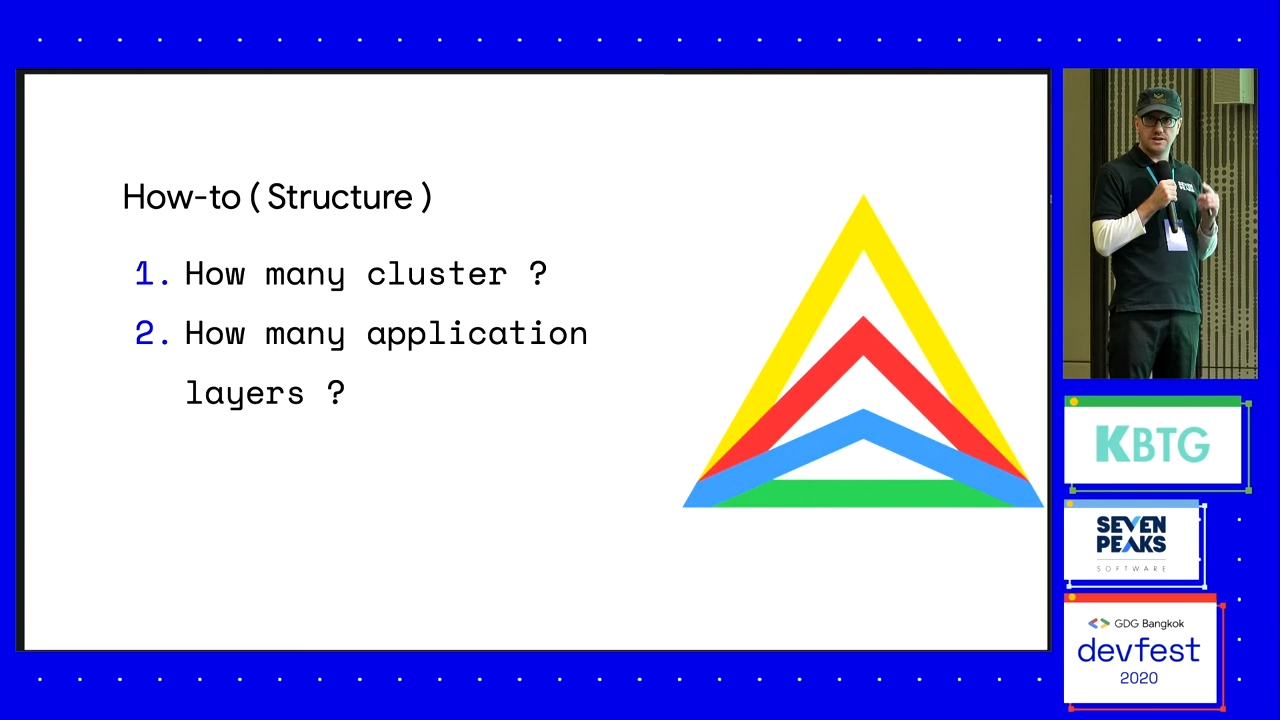 How-to ( Structure )
1. How many cluster ?
2. How many application
layers ?
KBTG
SEVEN
PEAKS
SOFTWARE
GDG Bangkok
devfest
2020